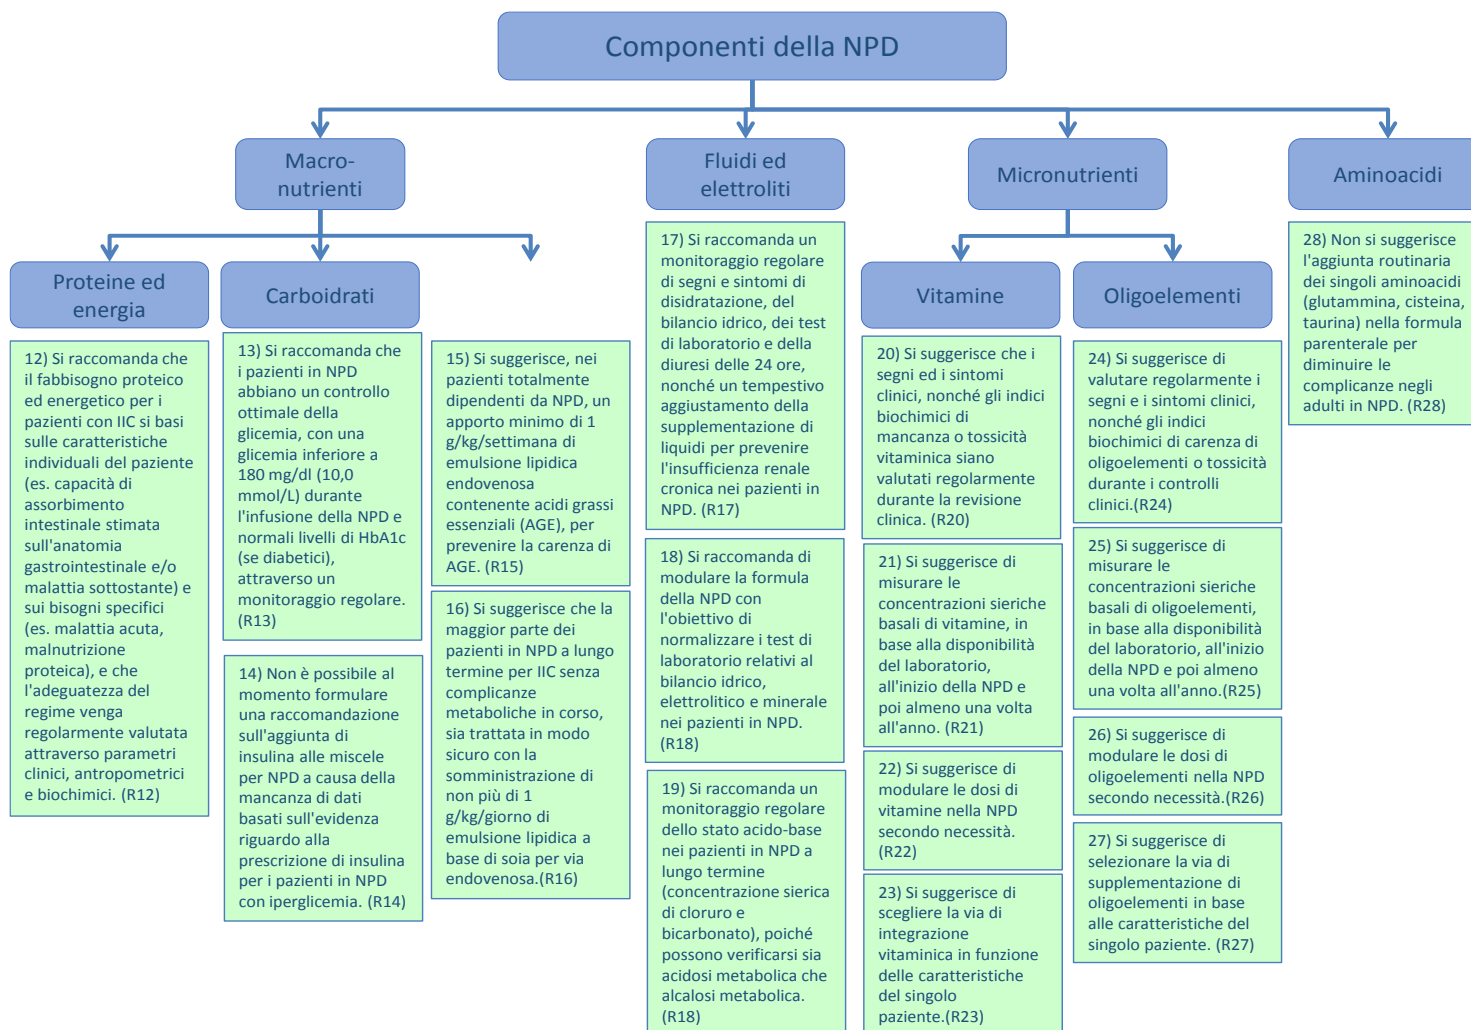 Componenti della NPD
Macro-
nutrienti
Fluidi ed
elettroliti
Micronutrienti
Aminoacidi
Proteine ed
energia
Carboidrati
Vitamine
Oligoelementi
12) Si raccomanda che
il fabbisogno proteico
ed energetico per i
pazienti con IIC si basi
sulle caratteristiche
individuali del paziente
(es. capacità di
assorbimento
intestinale stimata
sull'anatomia
gastrointestinale e/o
malattia sottostante) e
sui bisogni specifici
(es. malattia acuta,
malnutrizione
proteica), e che
l'adeguatezza del
regime venga
regolarmente valutata
attraverso parametri
clinici, antropometrici
e biochimici. (R12)
13) Si raccomanda che
i pazienti in NPD
abbiano un controllo
ottimale della
glicemia, con una
glicemia inferiore a
180 mg/dl (10,0
mmol/L) durante
l'infusione della NPD e
normali livelli di HbA1c
(se diabetici),
attraverso un
monitoraggio regolare.
(R13)
14) Non è possibile al
momento formulare
una raccomandazione
sull'aggiunta di
insulina alle miscele
per NPD a causa della
mancanza di dati
basati sull'evidenza
riguardo alla
prescrizione di insulina
per i pazienti in NPD
con iperglicemia. (R14)
15) Si suggerisce, nei
pazienti totalmente
dipendenti da NPD, un
apporto minimo di 1
g/kg/settimana di
emulsione lipidica
endovenosa
contenente acidi grassi
essenziali (AGE), per
prevenire la carenza di
AGE. (R15)
16) Si suggerisce che la
maggior parte dei
pazienti in NPD a lungo
termine per IIC senza
complicanze
metaboliche in corso,
sia trattata in modo
sicuro con la
somministrazione di
non più di 1
g/kg/giorno di
emulsione lipidica a
base di soia per via
endovenosa.(R16)
17) Si raccomanda un
monitoraggio regolare
di segni e sintomi di
disidratazione, del
bilancio idrico, dei test
di laboratorio e della
diuresi delle 24 ore,
nonché un tempestivo
aggiustamento della
supplementazione di
liquidi per prevenire
l'insufficienza renale
cronica nei pazienti in
NPD. (R17)
18) Si raccomanda di
modulare la formula
della NPD con
l'obiettivo di
normalizzare i test di
laboratorio relativi al
bilancio idrico,
elettrolitico e minerale
nei pazienti in NPD.
(R18)
19) Si raccomanda un
monitoraggio regolare
dello stato acido-base
nei pazienti in NPD a
lungo termine
(concentrazione sierica
di cloruro e
bicarbonato), poiché
possono verificarsi sia
acidosi metabolica che
alcalosi metabolica.
(R18)
20) Si suggerisce che i
segni ed i sintomi
clinici, nonché gli indici
biochimici di
mancanza o tossicità
vitaminica siano
valutati regolarmente
durante la revisione
clinica. (R20)
21) Si suggerisce di
misurare le
concentrazioni sieriche
basali di vitamine, in
base alla disponibilità
del laboratorio,
all'inizio della NPD e
poi almeno una volta
all'anno. (R21)
22) Si suggerisce di
modulare le dosi di
vitamine nella NPD
secondo necessità.
(R22)
23) Si suggerisce di
scegliere la via di
integrazione
vitaminica in funzione
delle caratteristiche
del singolo
paziente.(R23)
24) Si suggerisce di
valutare regolarmente i
segni e i sintomi clinici,
nonché gli indici
biochimici di carenza di
oligoelementi o tossicità
durante i controlli
clinici.(R24)
25) Si suggerisce di
misurare le
concentrazioni sieriche
basali di oligoelementi,
in base alla disponibilità
del laboratorio, all'inizio
della NPD e poi almeno
una volta all'anno.(R25)
26) Si suggerisce di
modulare le dosi di
oligoelementi nella NPD
secondo necessità.(R26)
27) Si suggerisce di
selezionare la via di
supplementazione di
oligoelementi in base
alle caratteristiche del
singolo paziente. (R27)
28) Non si suggerisce
l'aggiunta routinaria
dei singoli aminoacidi
(glutammina, cisteina,
taurina) nella formula
parenterale per
diminuire le
complicanze negli
adulti in NPD. (R28)